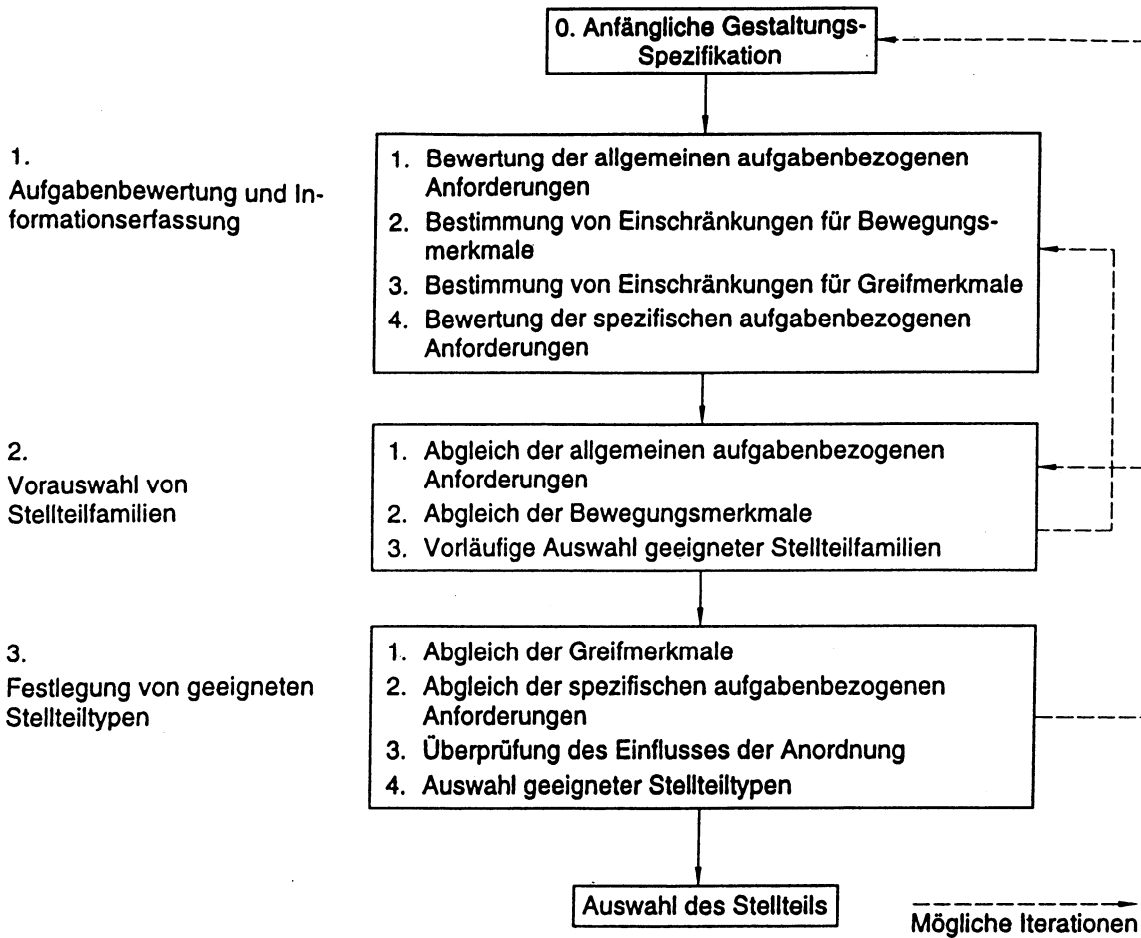 0. Anfängliche Gestaltungs-
Spezifikation
1.
Aufgabenbewertung und In-
formationserfassung
1. Bewertung der allgemeinen aufgabenbezogenen
Anforderungen
2. Bestimmung von Einschränkungen für Bewegungs-
merkmale
3. Bestimmung von Einschränkungen für Greifmerkmale
4. Bewertung der spezifischen aufgabenbezogenen
Anforderungen
2.
Vorauswahl von
Stellteilfamilien
1. Abgleich der allgemeinen aufgabenbezogenen
Anforderungen
2. Abgleich der Bewegungsmerkmale
3. Vorläufige Auswahl geeigneter Stellteilfamilien
3.
Festlegung von geeigneten
Stellteiltypen
1. Abgleich der Greifmerkmale
2. Abgleich der spezifischen aufgabenbezogenen
Anforderungen
3. Überprüfung des Einflusses der Anordnung
4. Auswahl geeigneter Stellteiltypen
Auswahl des Stellteils
Mögliche Iterationen